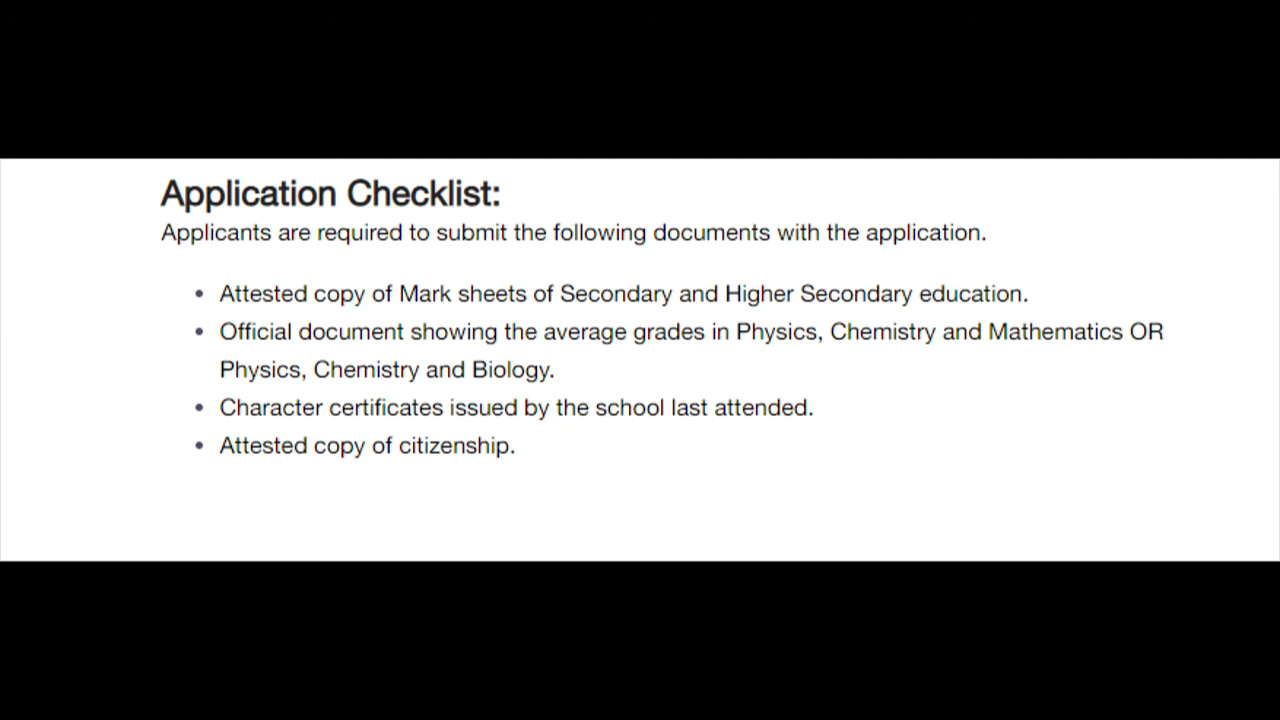 Application Checklist:
Applicants are required to submit the following documents with the application.
• Attested copy of Mark sheets of Secondary and Higher Secondary education.
• Official document showing the average grades in Physics, Chemistry and Mathematics OR
Physics, Chemistry and Biology.
• Character certificates issued by the school last attended.
• Attested copy of citizenship.